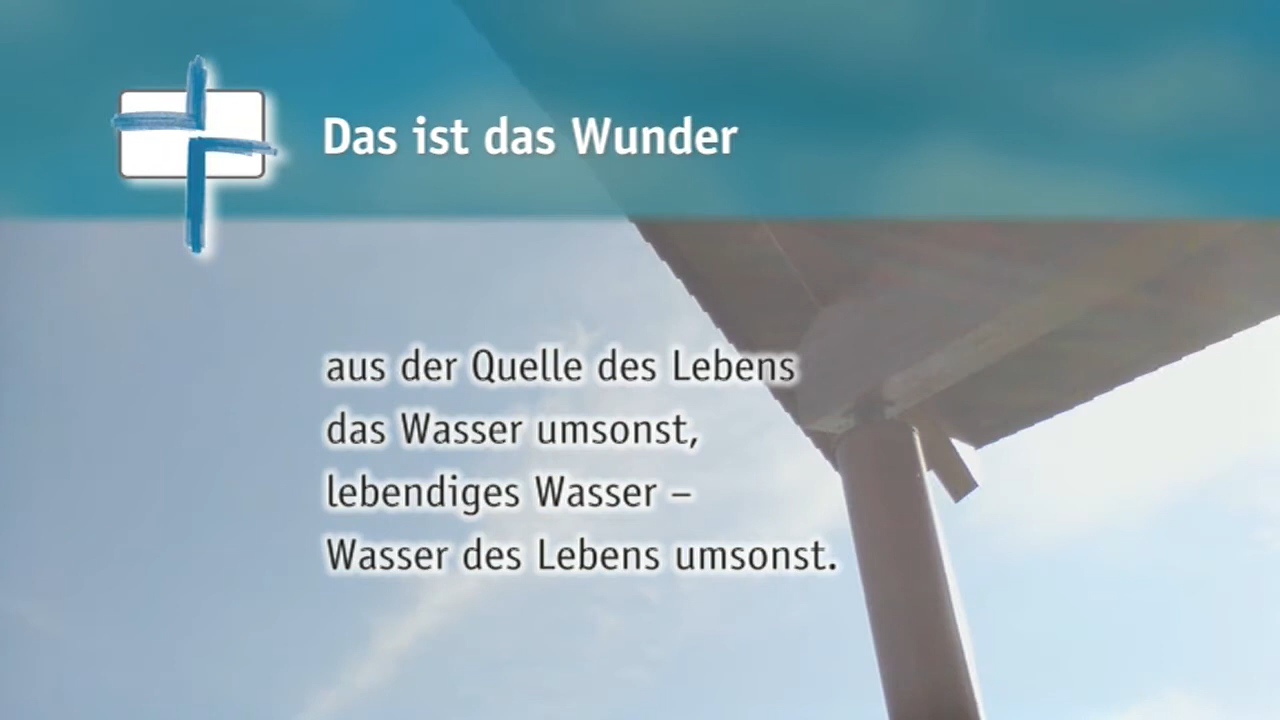 Das ist das Wunder
aus der Quelle des Lebens
das Wasser umsonst,
lebendiges Wasser –
Wasser des Lebens umsonst.